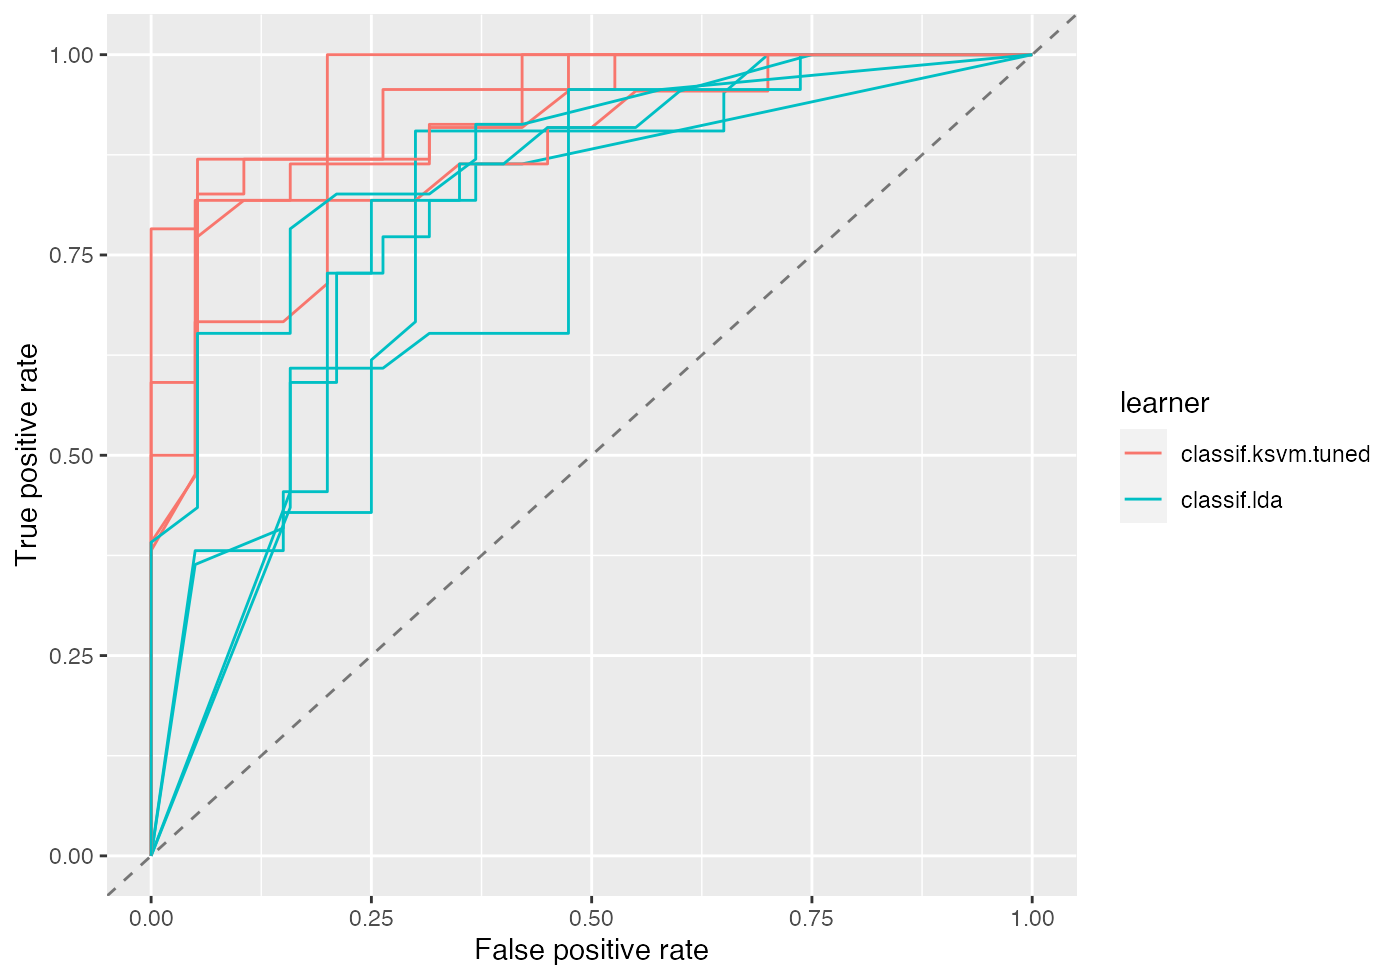 1.00
0.75
0.50
0.25
0.00
True positive rate
0.00 0.25 0.50 0.75 1.00
False positive rate
learner
classif.ksvm.tuned
classif.lda